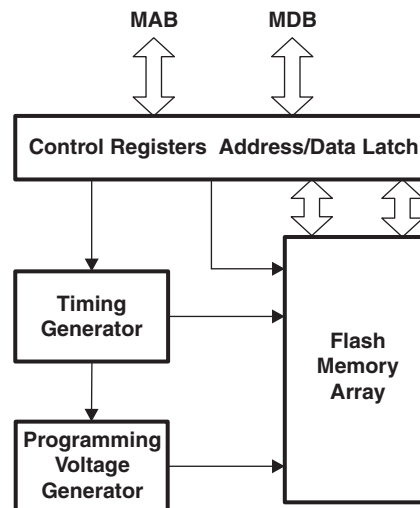 MAB MDB
Control Registers Address/Data Latch
Timing
Generator
Flash
Memory
Array
Programming
Voltage
Generator